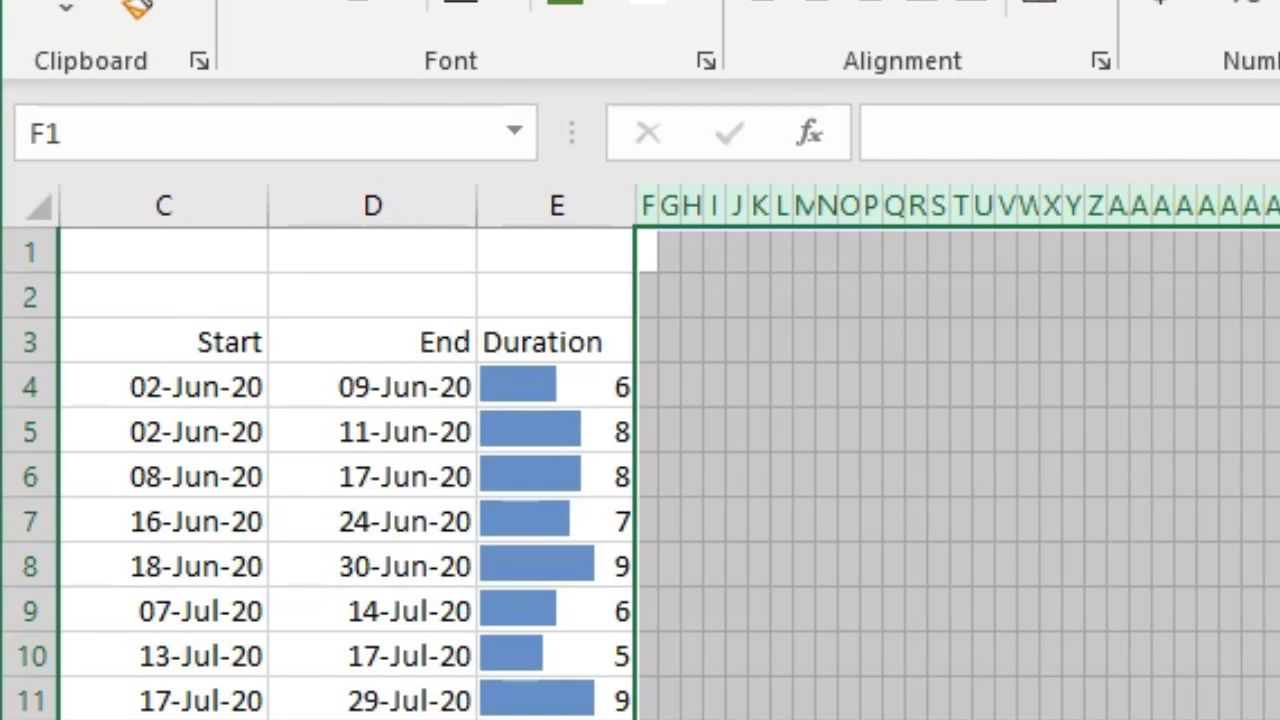 Clipboard Font Alignment Num
F1 fx
C D E F G H I J K L M N O P Q R S T U V W X Y Z A A A A A A A A
1
2
3 Start End Duration
4 02-Jun-20 09-Jun-20 6
5 02-Jun-20 11-Jun-20 8
6 08-Jun-20 17-Jun-20 8
7 16-Jun-20 24-Jun-20 7
8 18-Jun-20 30-Jun-20 9
9 07-Jul-20 14-Jul-20 6
10 13-Jul-20 17-Jul-20 5
11 17-Jul-20 29-Jul-20 9